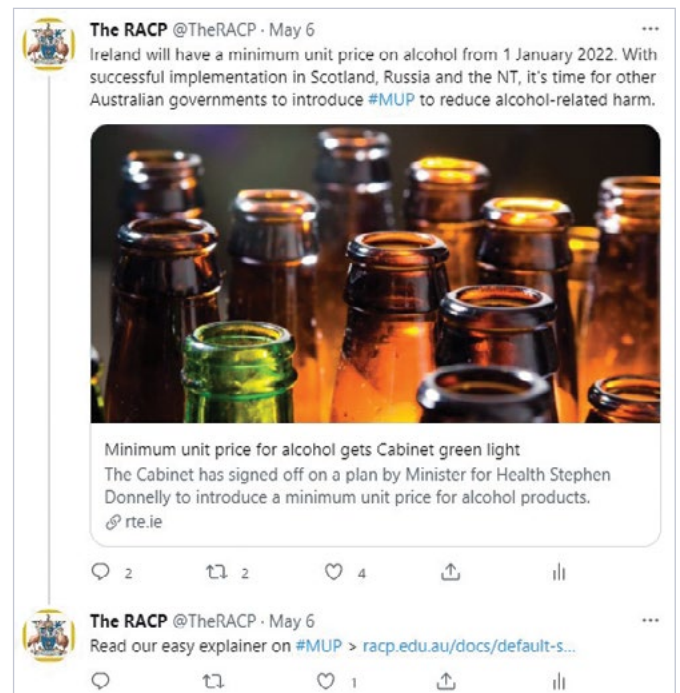 The RACP @TheRACP · May 6 ...
Ireland will have a minimum unit price on alcohol from 1 January 2022. With
successful implementation in Scotland, Russia and the NT, it's time for other
Australian governments to introduce #MUP to reduce alcohol-related harm.
Minimum unit price for alcohol gets Cabinet green light
The Cabinet has signed off on a plan by Minister for Health Stephen
Donnelly to introduce a minimum unit price for alcohol products.
rte.ie
2 2 4
The RACP @TheRACP · May 6 ...
Read our easy explainer on #MUP > racp.edu.au/docs/default-s...
1